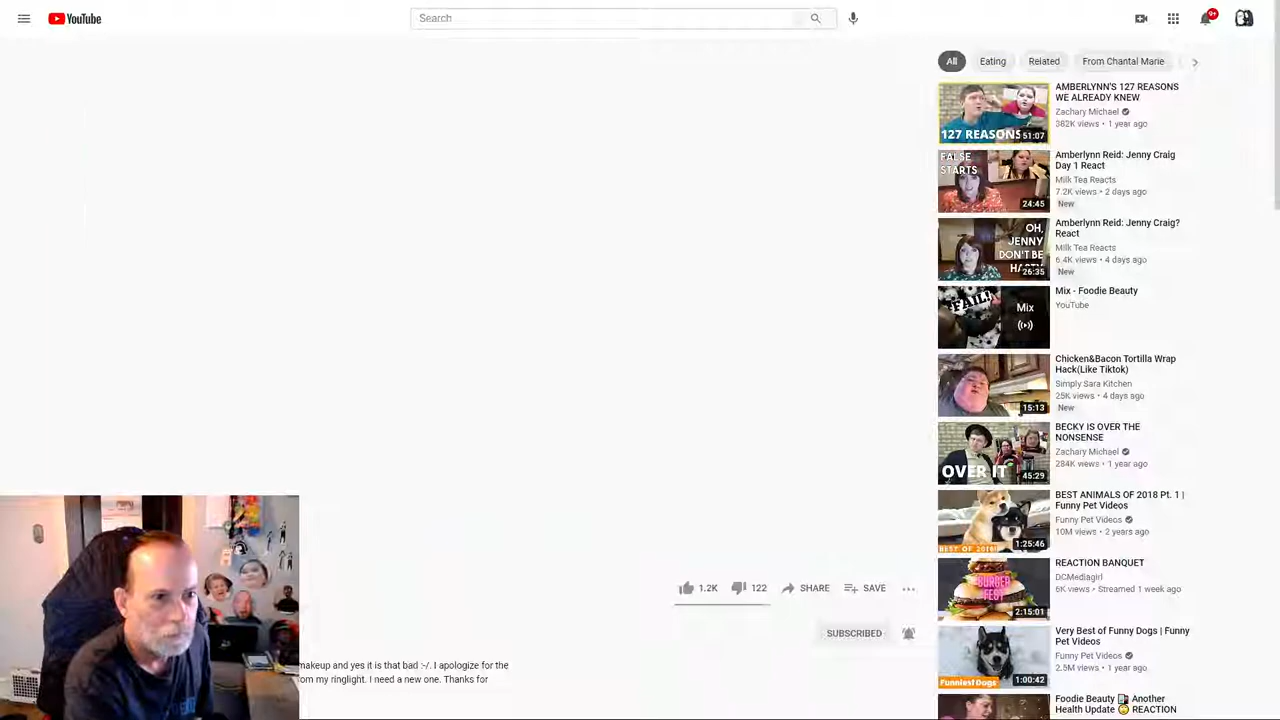 YouTube
Search
9+
All
Eating
Related
From Chantal Marie
127 REASONS
51:07
AMBERLYNN'S 127 REASONS
WE ALREADY KNEW
Zachary Michael
382K views • 1 year ago
FALSE
STARTS
24:45
Amberlynn Reid: Jenny Craig
Day 1 React
Milk Tea Reacts
7.2K views • 2 days ago
New
OH,
JENNY
DON'T BE
26:35
Amberlynn Reid: Jenny Craig?
React
Milk Tea Reacts
6.4K views • 4 days ago
New
Mix
Mix - Foodie Beauty
YouTube
15:13
Chicken&Bacon Tortilla Wrap
Hack(Like Tiktok)
Simply Sara Kitchen
25K views • 4 days ago
New
OVER IT
45:29
BECKY IS OVER THE
NONSENSE
Zachary Michael
284K views • 1 year ago
BEST OF 2018!
1:25:46
BEST ANIMALS OF 2018 Pt. 1 |
Funny Pet Videos
Funny Pet Videos
10M views • 2 years ago
BURGER
FEST
2:15:01
REACTION BANQUET
DCMediagirl
6K views • Streamed 1 week ago
Funniest Dogs
1:00:42
Very Best of Funny Dogs | Funny
Pet Videos
Funny Pet Videos
2.5M views • 1 year ago
Foodie Beauty
Another
Health Update
REACTION
1.2K
122
SHARE
SAVE
SUBSCRIBED
makeup and yes it is that bad :-/. I apologize for the
om my ringlight. I need a new one. Thanks for